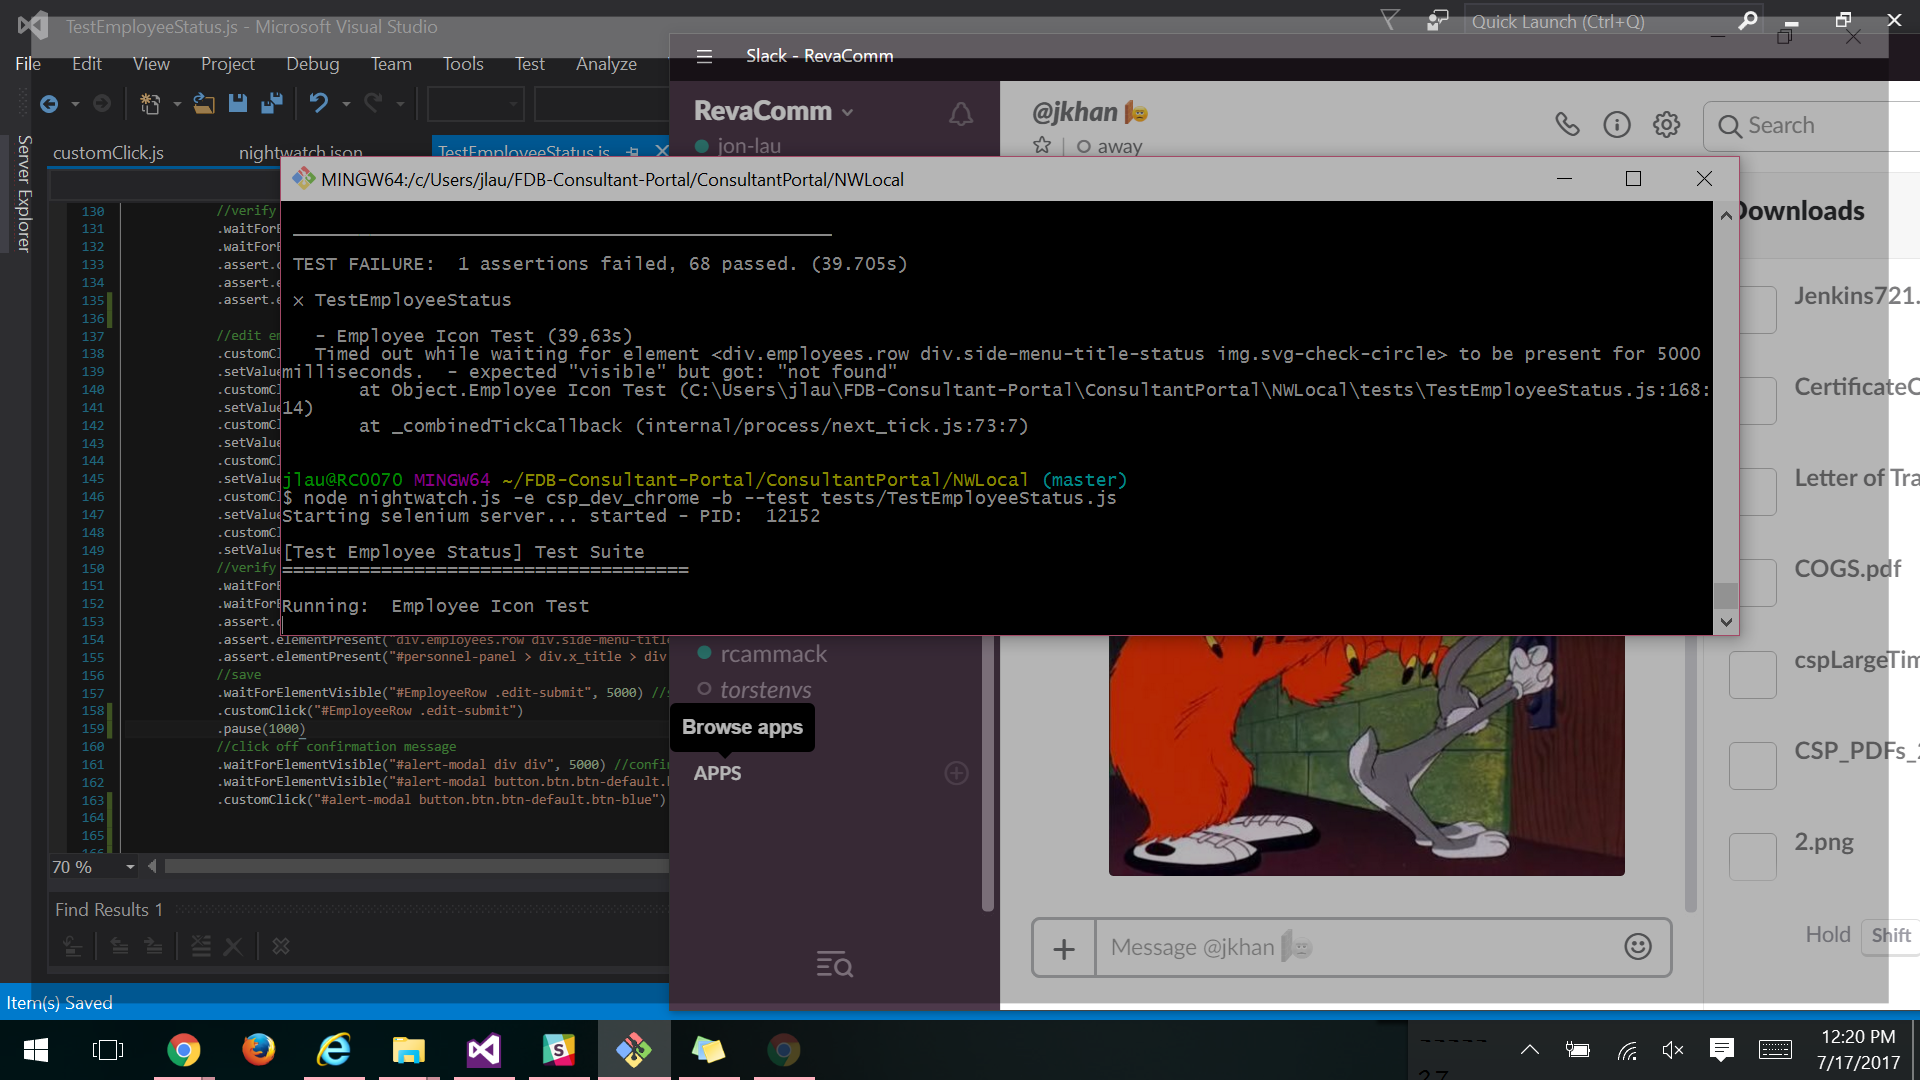 TestEmployeeStatus.js - Microsoft Visual Studio
Quick Launch (Ctrl+Q)
File Edit View Project Debug Team Tools Test Analyze
Slack - RevaComm
RevaComm
jon-lau
@jkhan
away
Search
Server Explorer
customClick.js nightwatch.json TestEmployeeStatus.js
MINGW64:/c/Users/jlau/FDB-Consultant-Portal/ConsultantPortal/NWLocal
TEST FAILURE:  1 assertions failed, 68 passed. (39.705s)
× TestEmployeeStatus
- Employee Icon Test (39.63s)
Timed out while waiting for element <div.employees.row div.side-menu-title-status img.svg-check-circle> to be present for 5000
milliseconds.  - expected "visible" but got: "not found"
at Object.Employee Icon Test (C:\Users\jlau\FDB-Consultant-Portal\ConsultantPortal\NWLocal\tests\TestEmployeeStatus.js:168:
14)
at _combinedTickCallback (internal/process/next_tick.js:73:7)
jlau@RC0070 MINGW64 ~/FDB-Consultant-Portal/ConsultantPortal/NWLocal (master)
$ node nightwatch.js -e csp_dev_chrome -b --test tests/TestEmployeeStatus.js
Starting selenium server... started - PID:  12152
[Test Employee Status] Test Suite
=====================================
Running:  Employee Icon Test
130 //verify
131 .waitForE
132 .waitForE
133 .assert.c
134 .assert.e
135 .assert.e
136
137 //edit em
138 .customCl
139 .setValue
140 .customCl
141 .setValue
142 .customCl
143 .setValue
144 .customCl
145 .setValue
146 .customCl
147 .setValue
148 .customCl
149 .setValue
150 //verify
151 .waitForE
152 .waitForE
153 .assert.c
154 .assert.elementPresent("div.employees.row div.side-menu-title
155 .assert.elementPresent("#personnel-panel > div.x_title > div
156 //save
157 .waitForElementVisible("#EmployeeRow .edit-submit", 5000) //s
158 .customClick("#EmployeeRow .edit-submit")
159 .pause(1000)
160 //click off confirmation message
161 .waitForElementVisible("#alert-modal div div", 5000) //confir
162 .waitForElementVisible("#alert-modal button.btn.btn-default.b
163 .customClick("#alert-modal button.btn.btn-default.btn-blue")
164
165
166
70 %
Find Results 1
Item(s) Saved
rcammack
torstenvs
Browse apps
APPS
Message @jkhan
Downloads
Jenkins721.
CertificateC
Letter of Tra
COGS.pdf
cspLargeTim
CSP_PDFs_2
2.png
Hold Shift
12:20 PM
7/17/2017